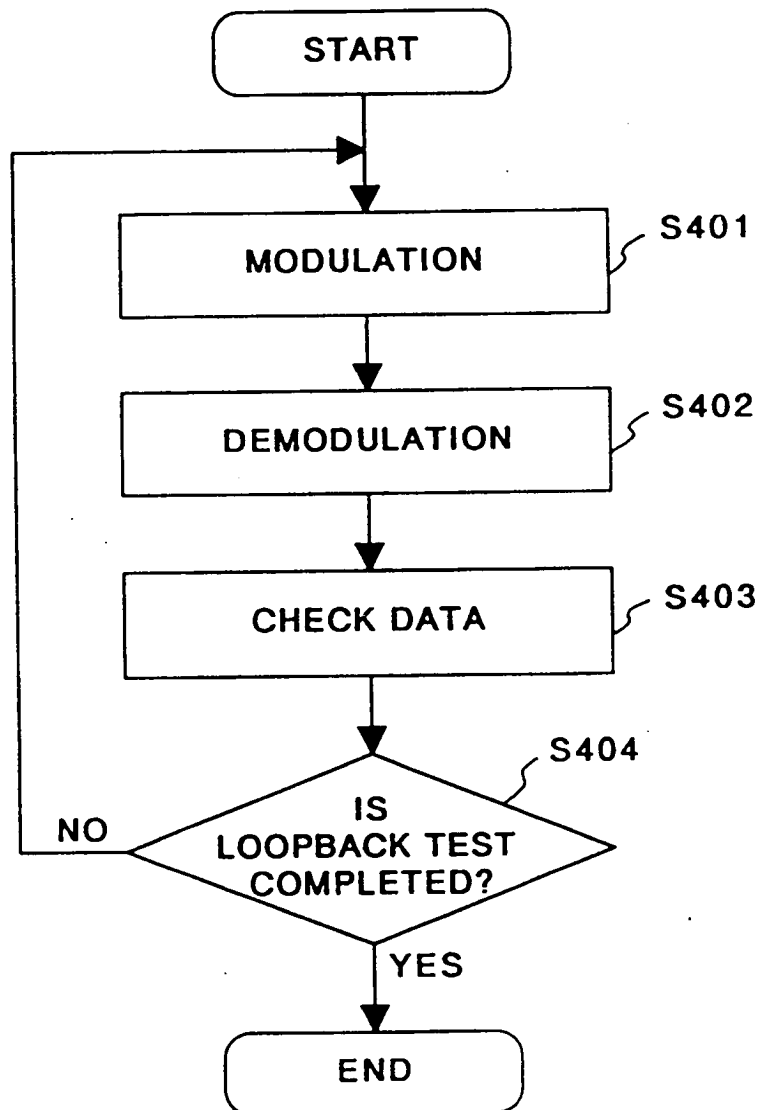 START
MODULATION
S401
DEMODULATION
S402
CHECK DATA
S403
S404
IS
LOOPBACK TEST
COMPLETED?
NO
YES
END